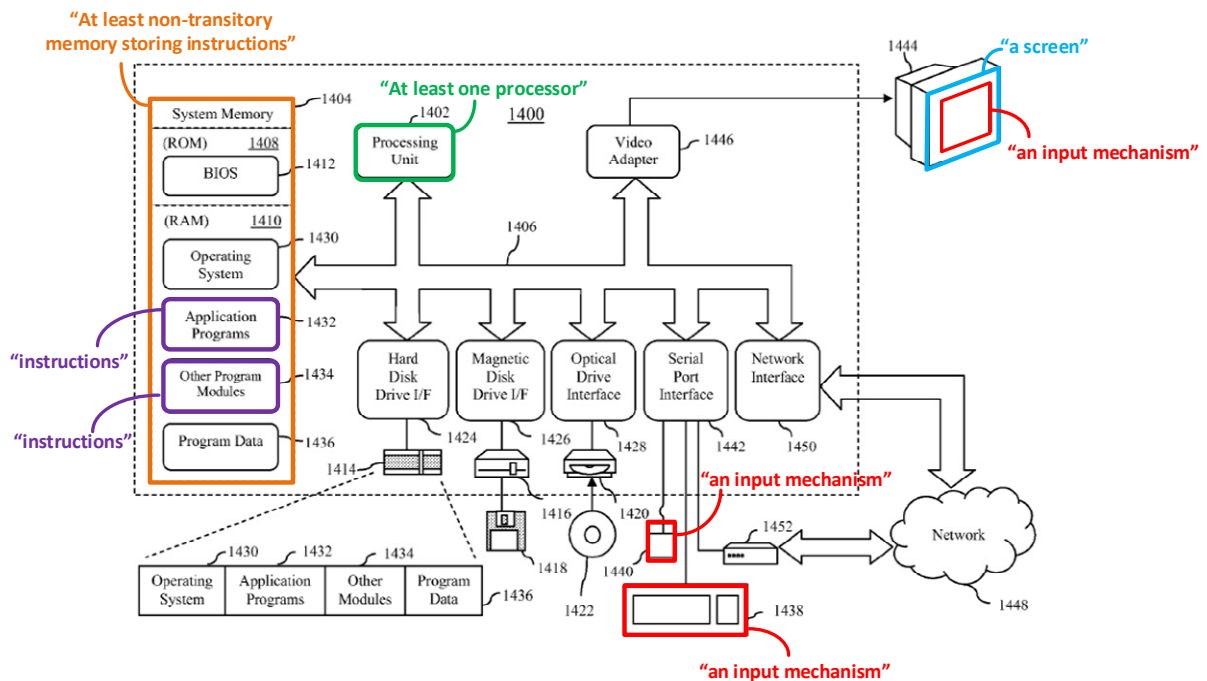 “At least non-transitory
memory storing instructions”
“a screen”
1444
“At least one processor”
1404
System Memory
1402
1400
(ROM) 1408
1412
BIOS
Processing
Unit
Video
Adapter
1446
“an input mechanism”
(RAM) 1410
1430
1406
Operating
System
Application
Programs
1432
“instructions”
Other Program
Modules
1434
“instructions”
Program Data
1436
Hard
Disk
Drive I/F
Magnetic
Disk
Drive I/F
Optical
Drive
Interface
Serial
Port
Interface
Network
Interface
1424
1426
1428
1442
1450
1414
1416
1420
“an input mechanism”
1452
Network
1418
1422
1440
1438
1448
1430
1432
1434
Operating
System
Application
Programs
Other
Modules
Program
Data
1436
“an input mechanism”